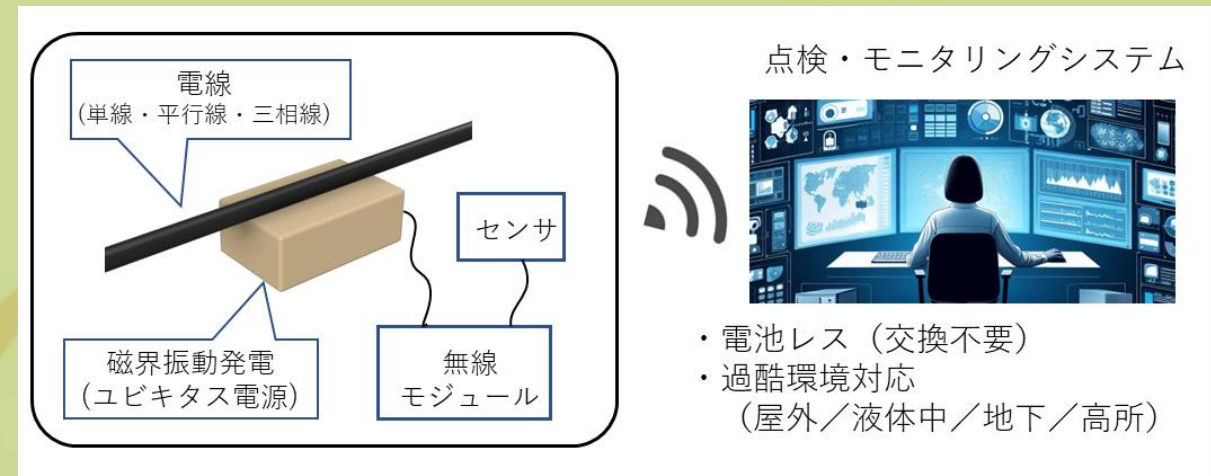 電線
(単線・平行線・三相線)
センサ
磁界振動発電
(ユビキタス電源)
無線
モジュール
点検・モニタリングシステム
・電池レス（交換不要）
・過酷環境対応
（屋外／液体中／地下／高所）